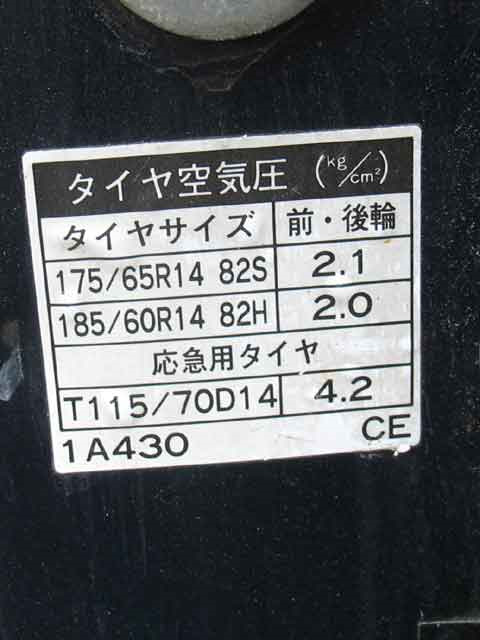 タイヤ空気圧 (kg/cm²)
タイヤサイズ 前・後輪
175/65R14 82S 2.1
185/60R14 82H 2.0
応急用タイヤ
T115/70D14 4.2
1A430 CE